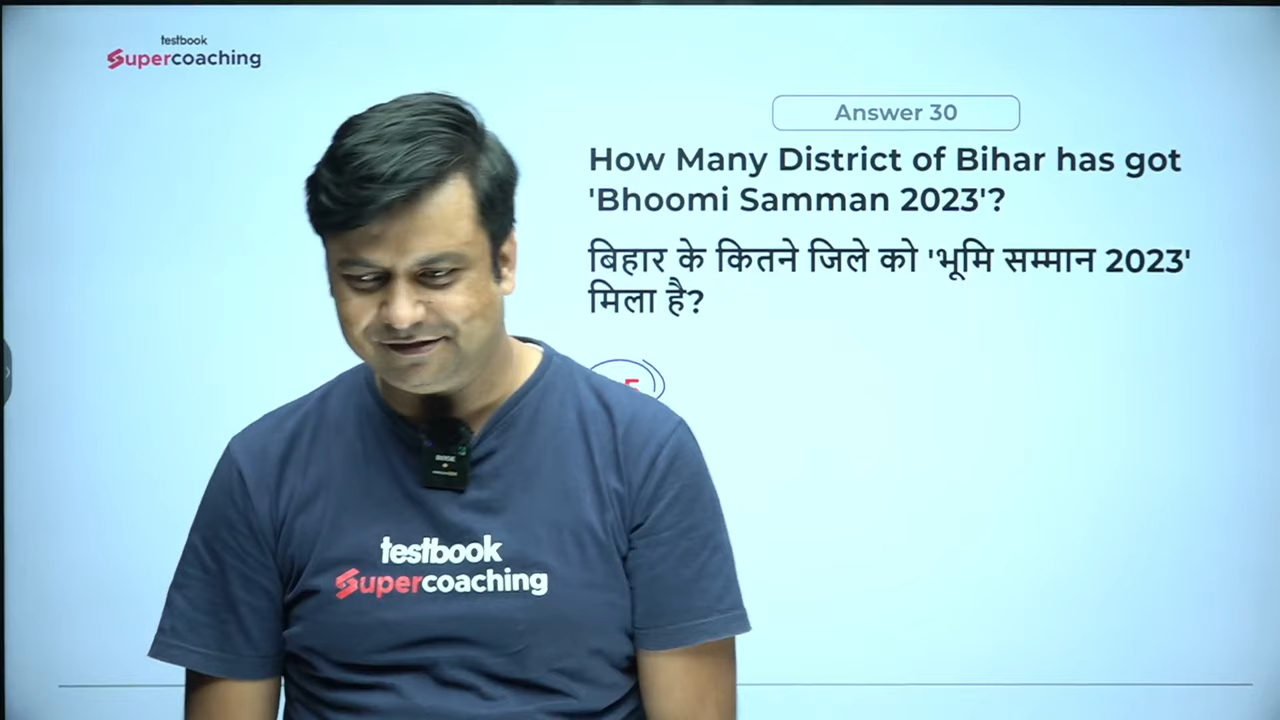 testbook
Supercoaching
Answer 30
How Many District of Bihar has got
'Bhoomi Samman 2023'?
बिहार के कितने जिले को 'भूमि सम्मान 2023'
मिला है?
testbook
Supercoaching